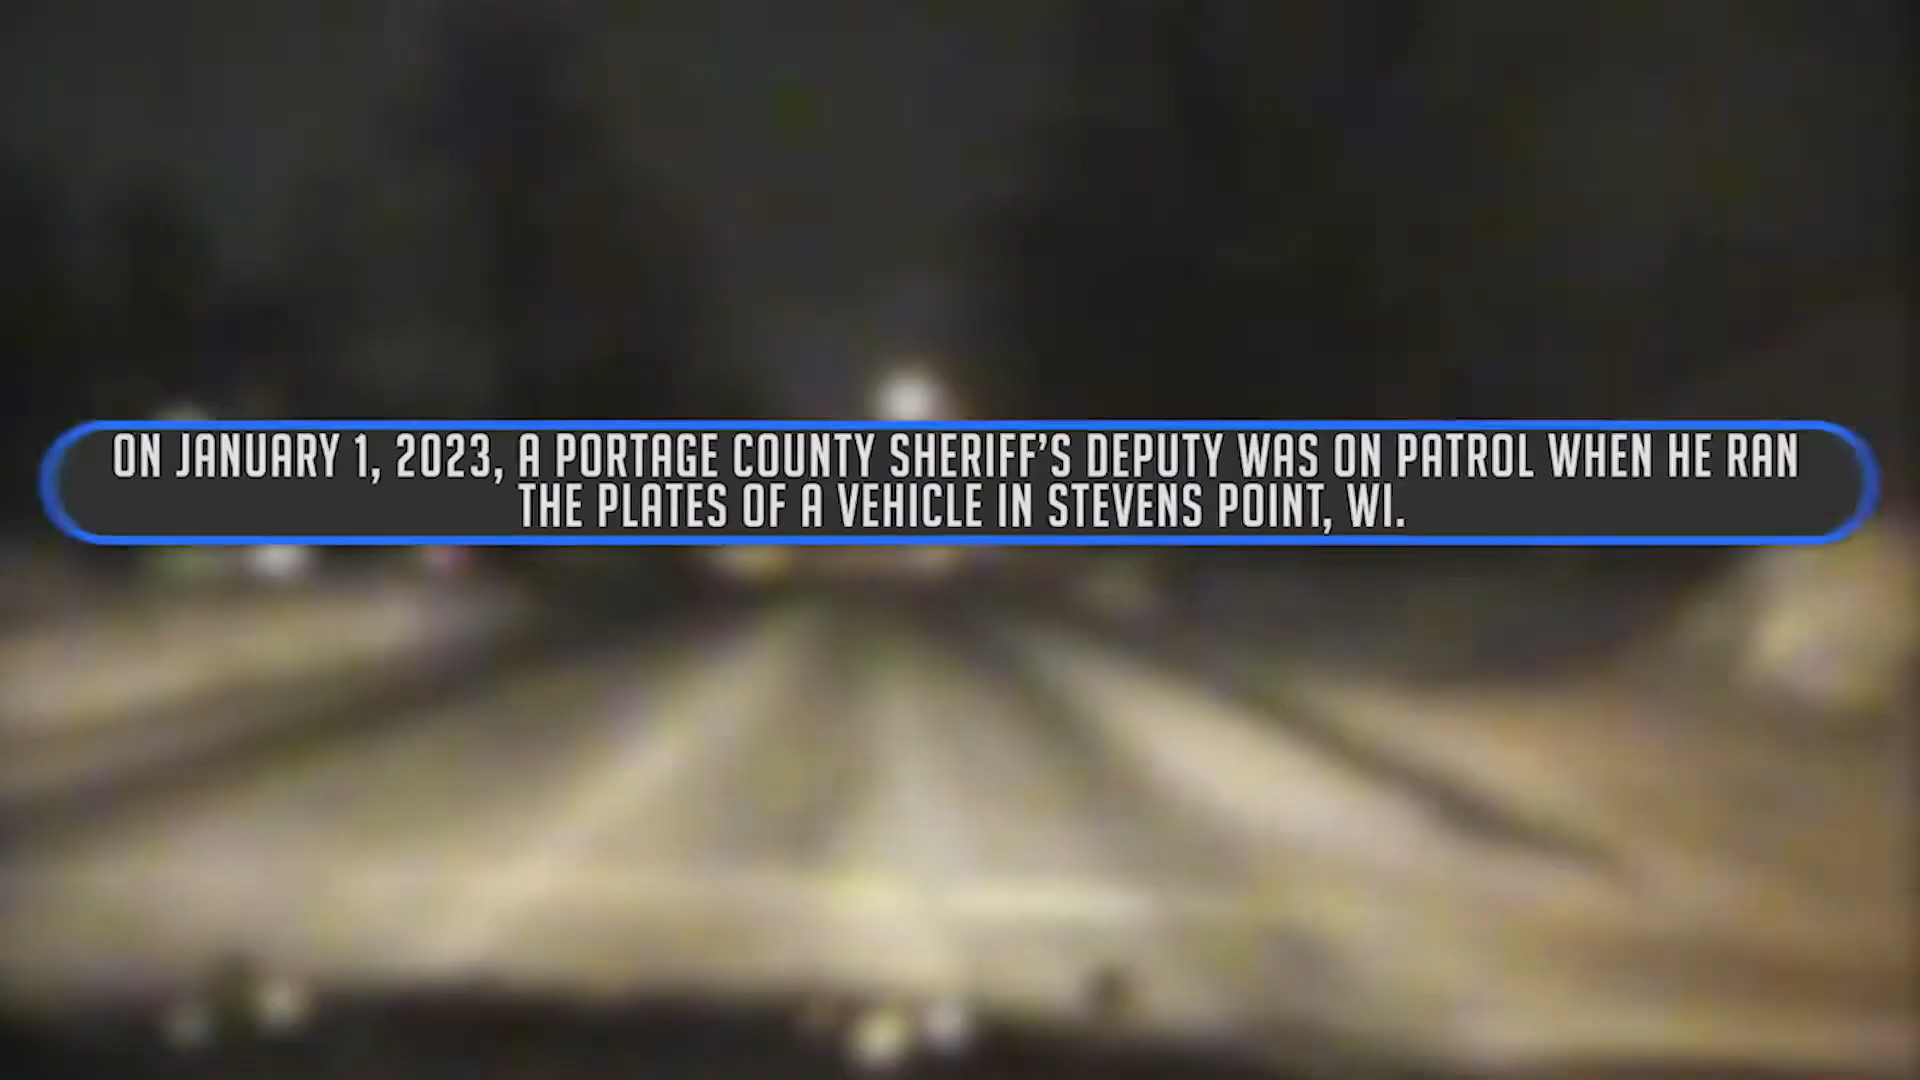 ON JANUARY 1, 2023, A PORTAGE COUNTY SHERIFF’S DEPUTY WAS ON PATROL WHEN HE RAN
THE PLATES OF A VEHICLE IN STEVENS POINT, WI.